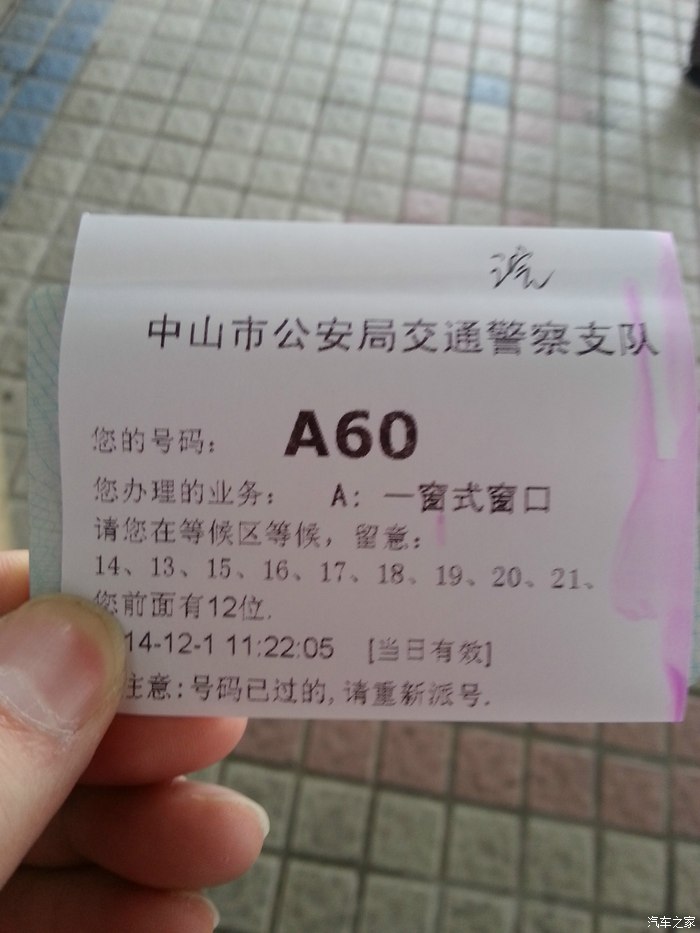 中山市公安局交通警察支队
您的号码： A60
您办理的业务： A: 一窗式窗口
请您在等候区等候，留意：
14、13、15、16、17、18、19、20、21、
您前面有12位.
14-12-1 11:22:05 [当日有效]
注意:号码已过的,请重新派号.
汽车之家